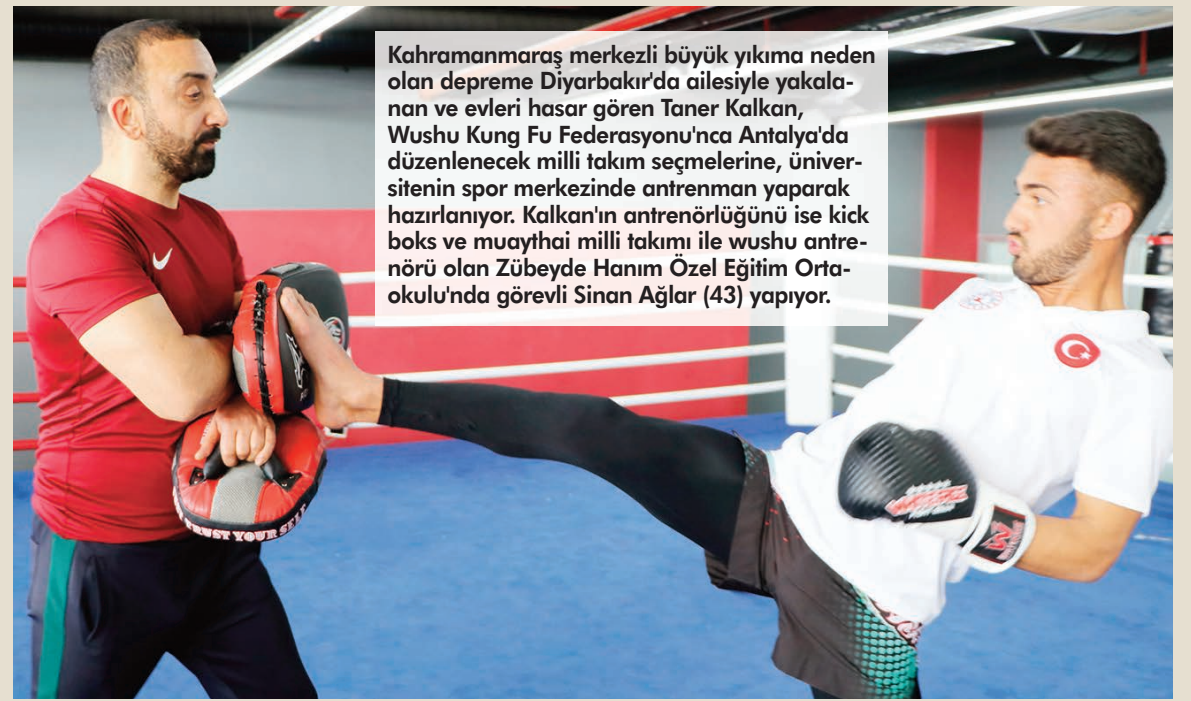 Kahramanmaraş merkezli büyük yıkıma neden
olan depreme Diyarbakır'da ailesiyle yakala-
nan ve evleri hasar gören Taner Kalkan,
Wushu Kung Fu Federasyonu'nca Antalya'da
düzenlenecek milli takım seçmelerine, üniver-
sitenin spor merkezinde antrenman yaparak
hazırlanıyor. Kalkan'ın antrenörlüğünü ise kick
boks ve muaythai milli takımı ile wushu antre-
nörü olan Zübeyde Hanım Özel Eğitim Orta-
okulu'nda görevli Sinan Ağlar (43) yapıyor.
TRUST YOUR SELF